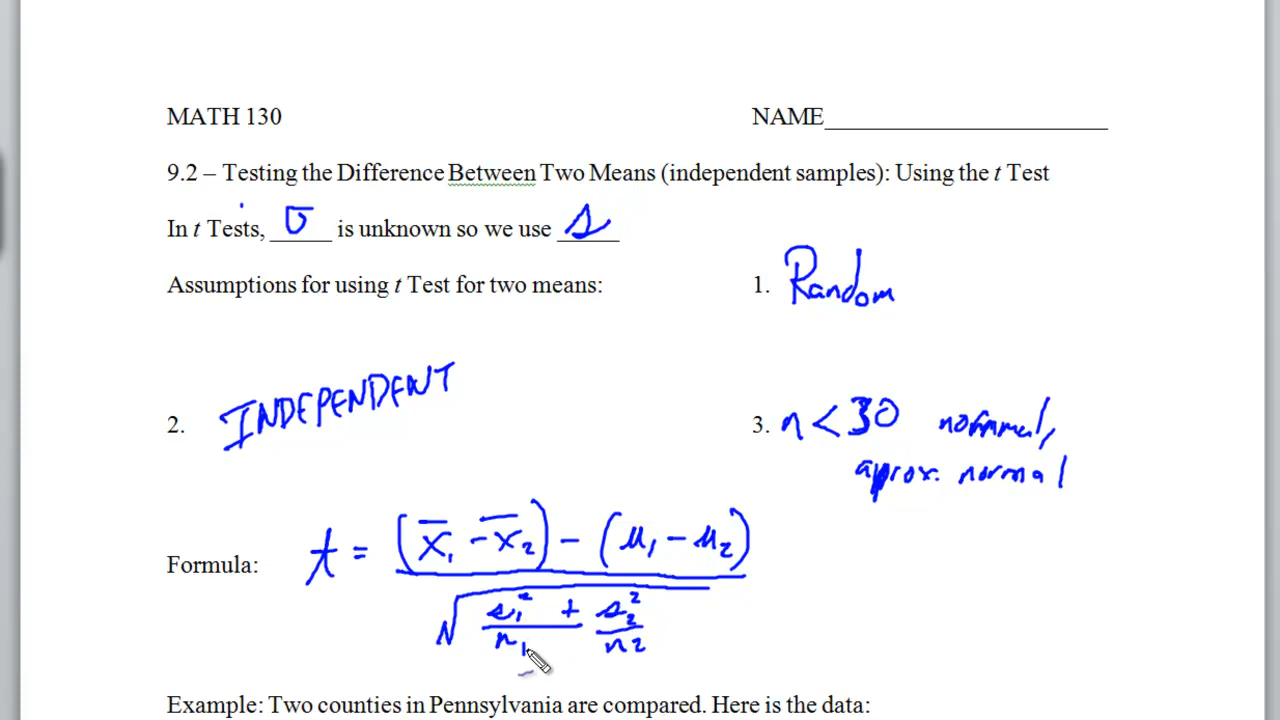 MATH 130 NAME____________________
9.2 – Testing the Difference Between Two Means (independent samples): Using the t Test
In t Tests, σ is unknown so we use s
Assumptions for using t Test for two means: 1. Random
2. INDEPENDENT 3. n < 30 normal,
aprox. normal
Formula: t = (x̄₁ - x̄₂) - (μ₁ - μ₂)
√ s₁² + s₂²
n₁ n2
Example: Two counties in Pennsylvania are compared. Here is the data: